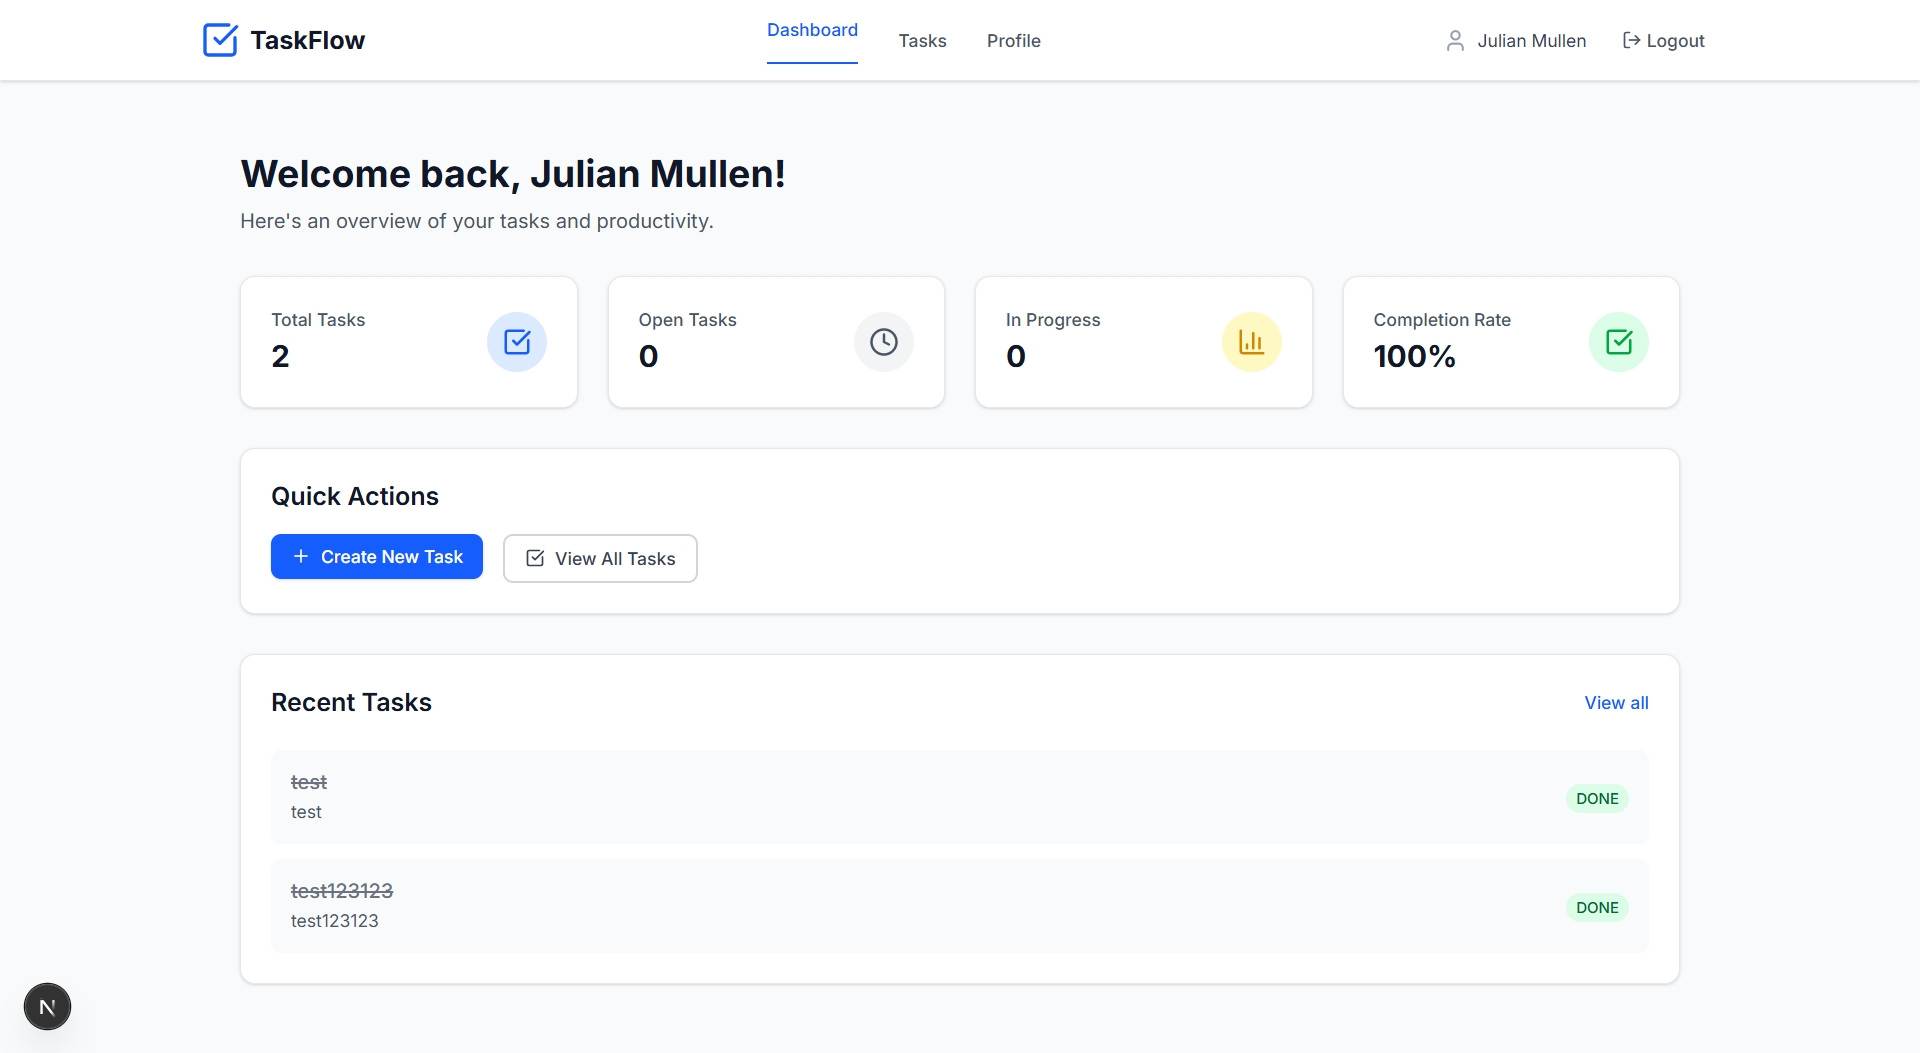 TaskFlow
Dashboard
Tasks
Profile
Julian Mullen
Logout
Welcome back, Julian Mullen!
Here's an overview of your tasks and productivity.
Total Tasks
2
Open Tasks
0
In Progress
0
Completion Rate
100%
Quick Actions
Create New Task
View All Tasks
Recent Tasks
View all
test
test
DONE
test123123
test123123
DONE
N